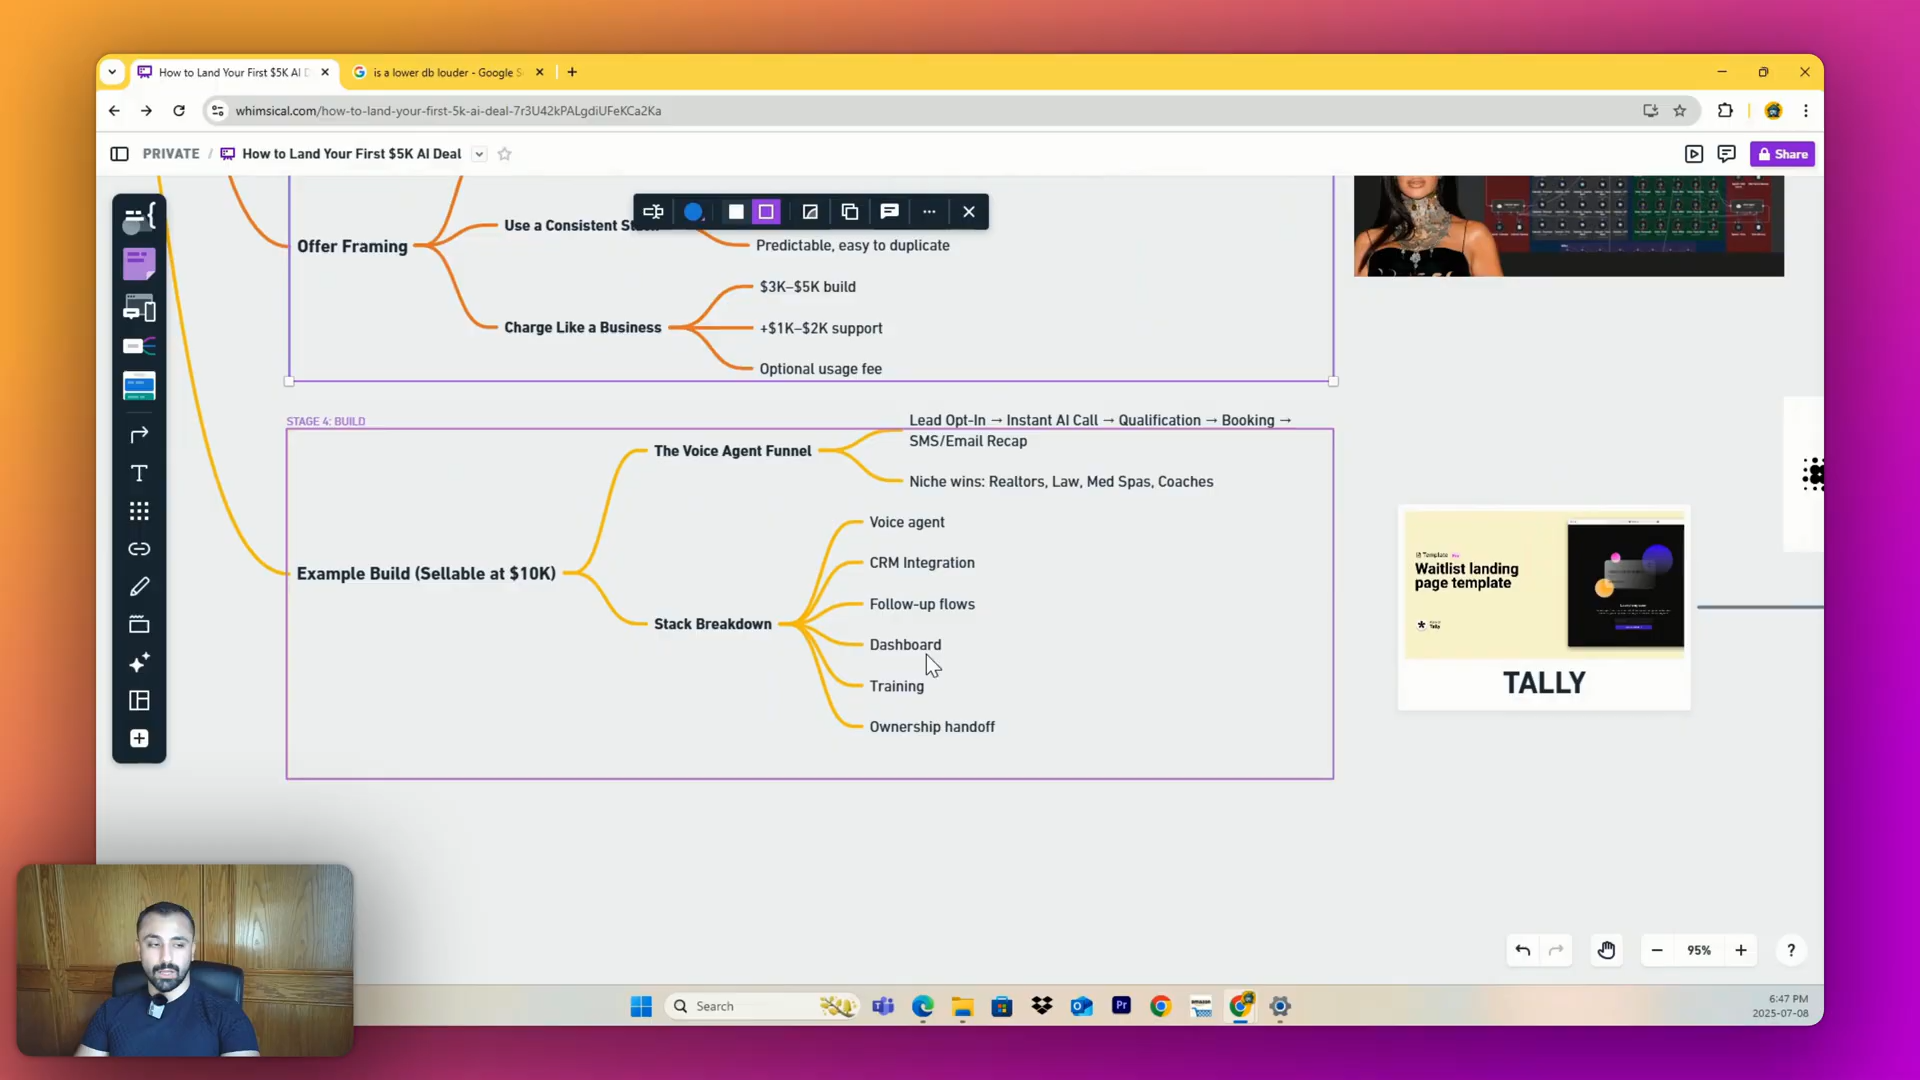 How to Land Your First $5K AI D
is a lower db louder - Google S
whimsical.com/how-to-land-your-first-5k-ai-deal-7r3U42kPALgdiUFeKCa2Ka
PRIVATE / How to Land Your First $5K AI Deal
Share
Use a Consistent St
Offer Framing
Predictable, easy to duplicate
$3K–$5K build
Charge Like a Business
+$1K–$2K support
Optional usage fee
STAGE 4: BUILD
Lead Opt-In → Instant AI Call → Qualification → Booking →
SMS/Email Recap
The Voice Agent Funnel
Niche wins: Realtors, Law, Med Spas, Coaches
Voice agent
CRM Integration
Example Build (Sellable at $10K)
Follow-up flows
Stack Breakdown
Dashboard
Training
Ownership handoff
Template
Waitlist landing
page template
Tally
TALLY
95%
?
Search
Pr
amazon
6:47 PM
2025-07-08